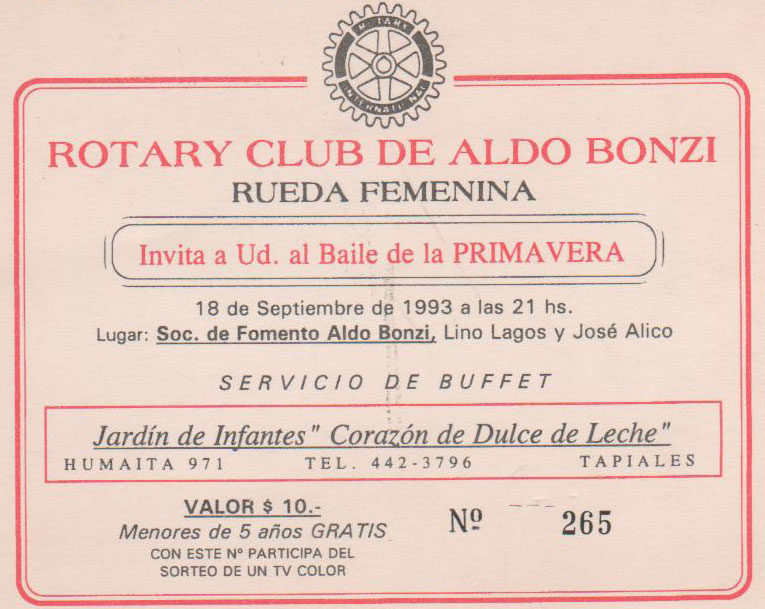 ROTARY
INTERNATIONAL
ROTARY CLUB DE ALDO BONZI
RUEDA FEMENINA
Invita a Ud. al Baile de la PRIMAVERA
18 de Septiembre de 1993 a las 21 hs.
Lugar: Soc. de Fomento Aldo Bonzi, Lino Lagos y José Alico
SERVICIO DE BUFFET
Jardín de Infantes" Corazón de Dulce de Leche"
HUMAITA 971 TEL. 442-3796 TAPIALES
VALOR $ 10.-
Menores de 5 años GRATIS
Nº 265
CON ESTE Nº PARTICIPA DEL
SORTEO DE UN TV COLOR